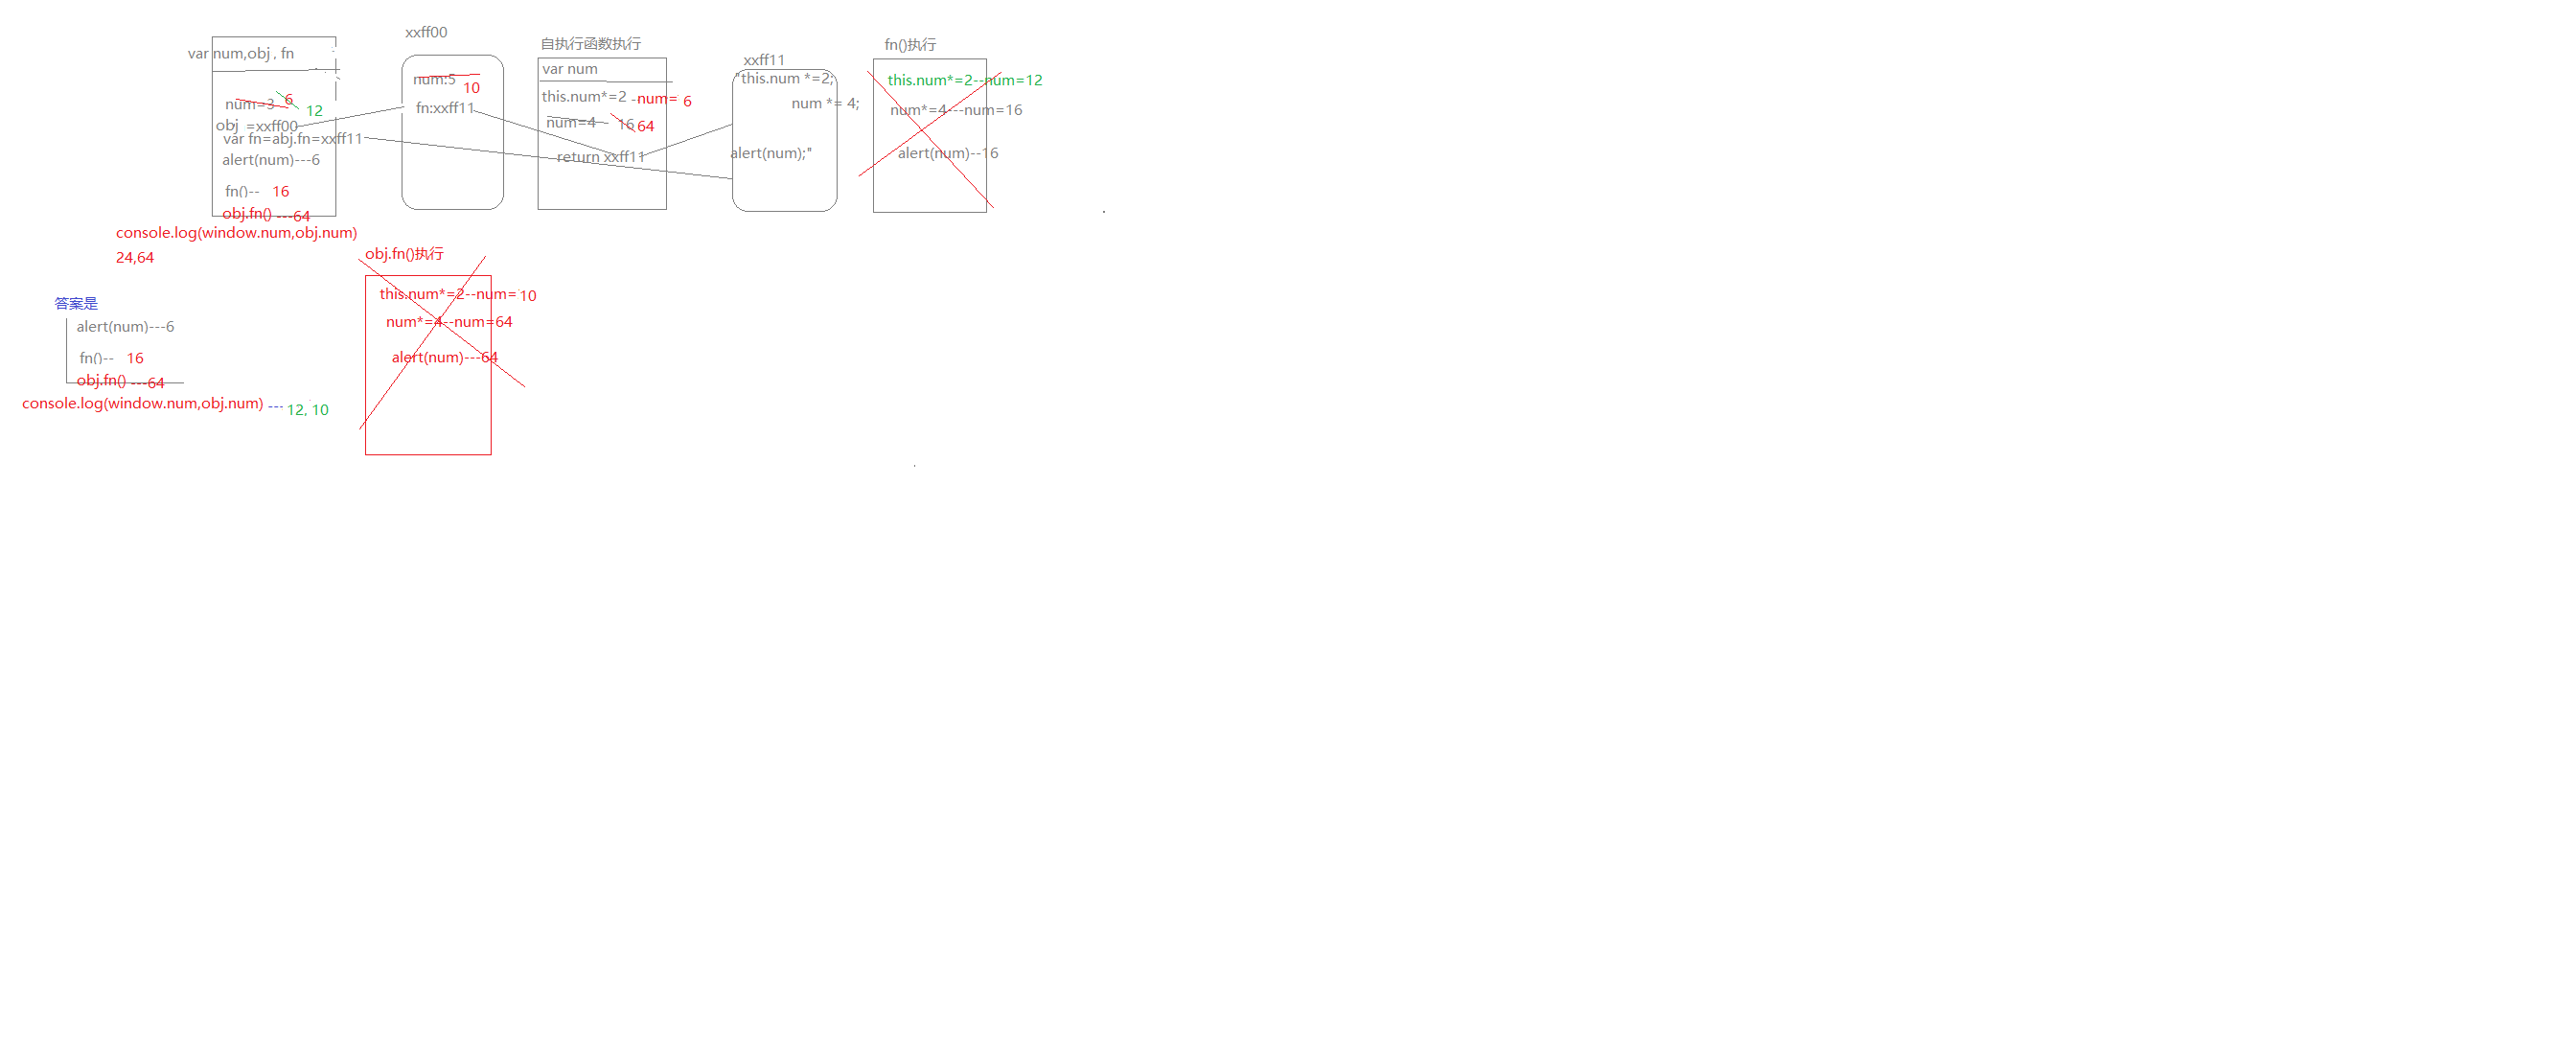 var num,obj , fn
num=3 6
12
obj =xxff00
var fn=abj.fn=xxff11
alert(num)---6
fn()-- 16
obj.fn() ---64
console.log(window.num,obj.num)
24,64
xxff00
num:5
10
fn:xxff11
自执行函数执行
var num
this.num*=2 -num= 6
num=4 16 64
return xxff11
xxff11
"this.num *=2;
num *= 4;
alert(num);"
fn()执行
this.num*=2--num=12
num*=4---num=16
alert(num)--16
obj.fn()执行
this.num*=2--num= 10
num*=4--num=64
alert(num)---64
答案是
alert(num)---6
fn()-- 16
obj.fn() ---64
console.log(window.num,obj.num) --- 12, 10